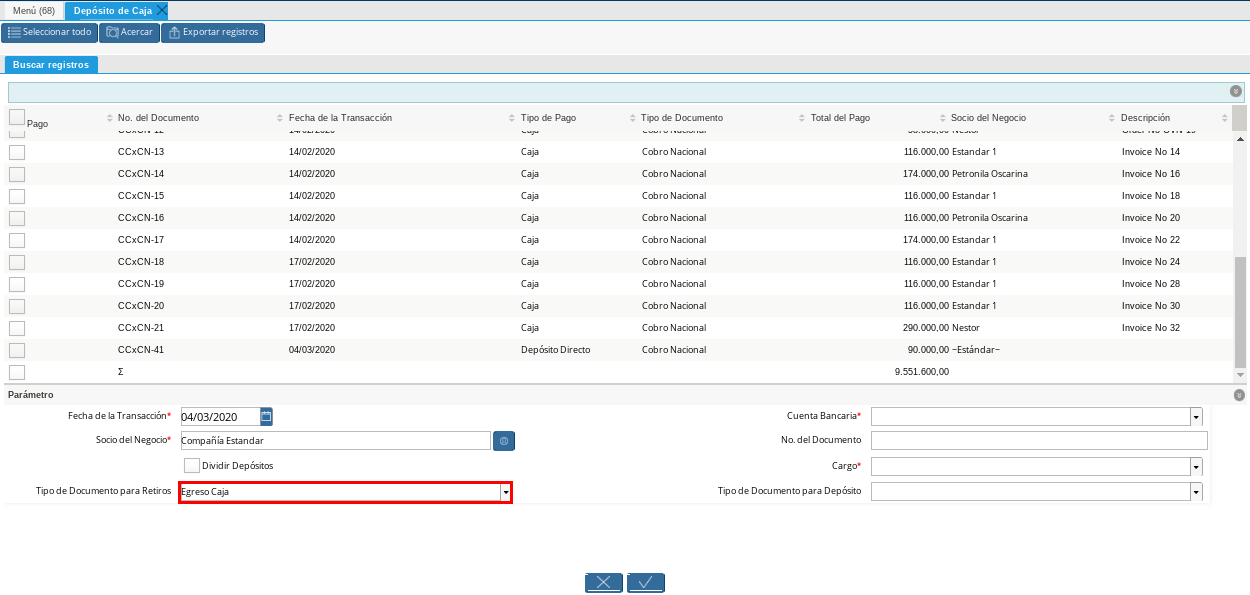 Menú (68) Depósito de Caja
Seleccionar todo Acercar Exportar registros
Buscar registros
Pago No. del Documento Fecha de la Transacción Tipo de Pago Tipo de Documento Total del Pago Socio del Negocio Descripción
CCxCN-12 14/02/2020 Caja Cobro Nacional Nestor
CCxCN-13 14/02/2020 Caja Cobro Nacional 116.000,00 Estandar 1 Invoice No 14
CCxCN-14 14/02/2020 Caja Cobro Nacional 174.000,00 Petronila Oscarina Invoice No 16
CCxCN-15 14/02/2020 Caja Cobro Nacional 116.000,00 Estandar 1 Invoice No 18
CCxCN-16 14/02/2020 Caja Cobro Nacional 116.000,00 Petronila Oscarina Invoice No 20
CCxCN-17 14/02/2020 Caja Cobro Nacional 174.000,00 Estandar 1 Invoice No 22
CCxCN-18 17/02/2020 Caja Cobro Nacional 116.000,00 Estandar 1 Invoice No 24
CCxCN-19 17/02/2020 Caja Cobro Nacional 116.000,00 Estandar 1 Invoice No 28
CCxCN-20 17/02/2020 Caja Cobro Nacional 116.000,00 Estandar 1 Invoice No 30
CCxCN-21 17/02/2020 Caja Cobro Nacional 290.000,00 Nestor Invoice No 32
CCxCN-41 04/03/2020 Depósito Directo Cobro Nacional 90.000,00 ~Estándar~
Σ 9.551.600,00
Parámetro
Fecha de la Transacción* 04/03/2020 Cuenta Bancaria*
Socio del Negocio* Compañía Estandar No. del Documento
Dividir Depósitos Cargo*
Tipo de Documento para Retiros Egreso Caja Tipo de Documento para Depósito